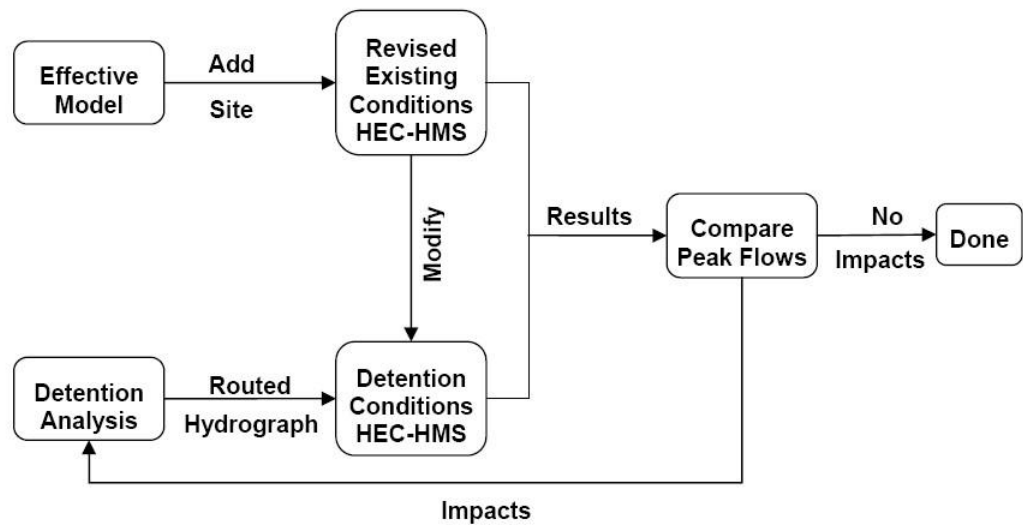 Effective
Model
Add
Site
Revised
Existing
Conditions
HEC-HMS
Modify
Results
Compare
Peak Flows
No
Impacts
Done
Detention
Analysis
Routed
Hydrograph
Detention
Conditions
HEC-HMS
Impacts